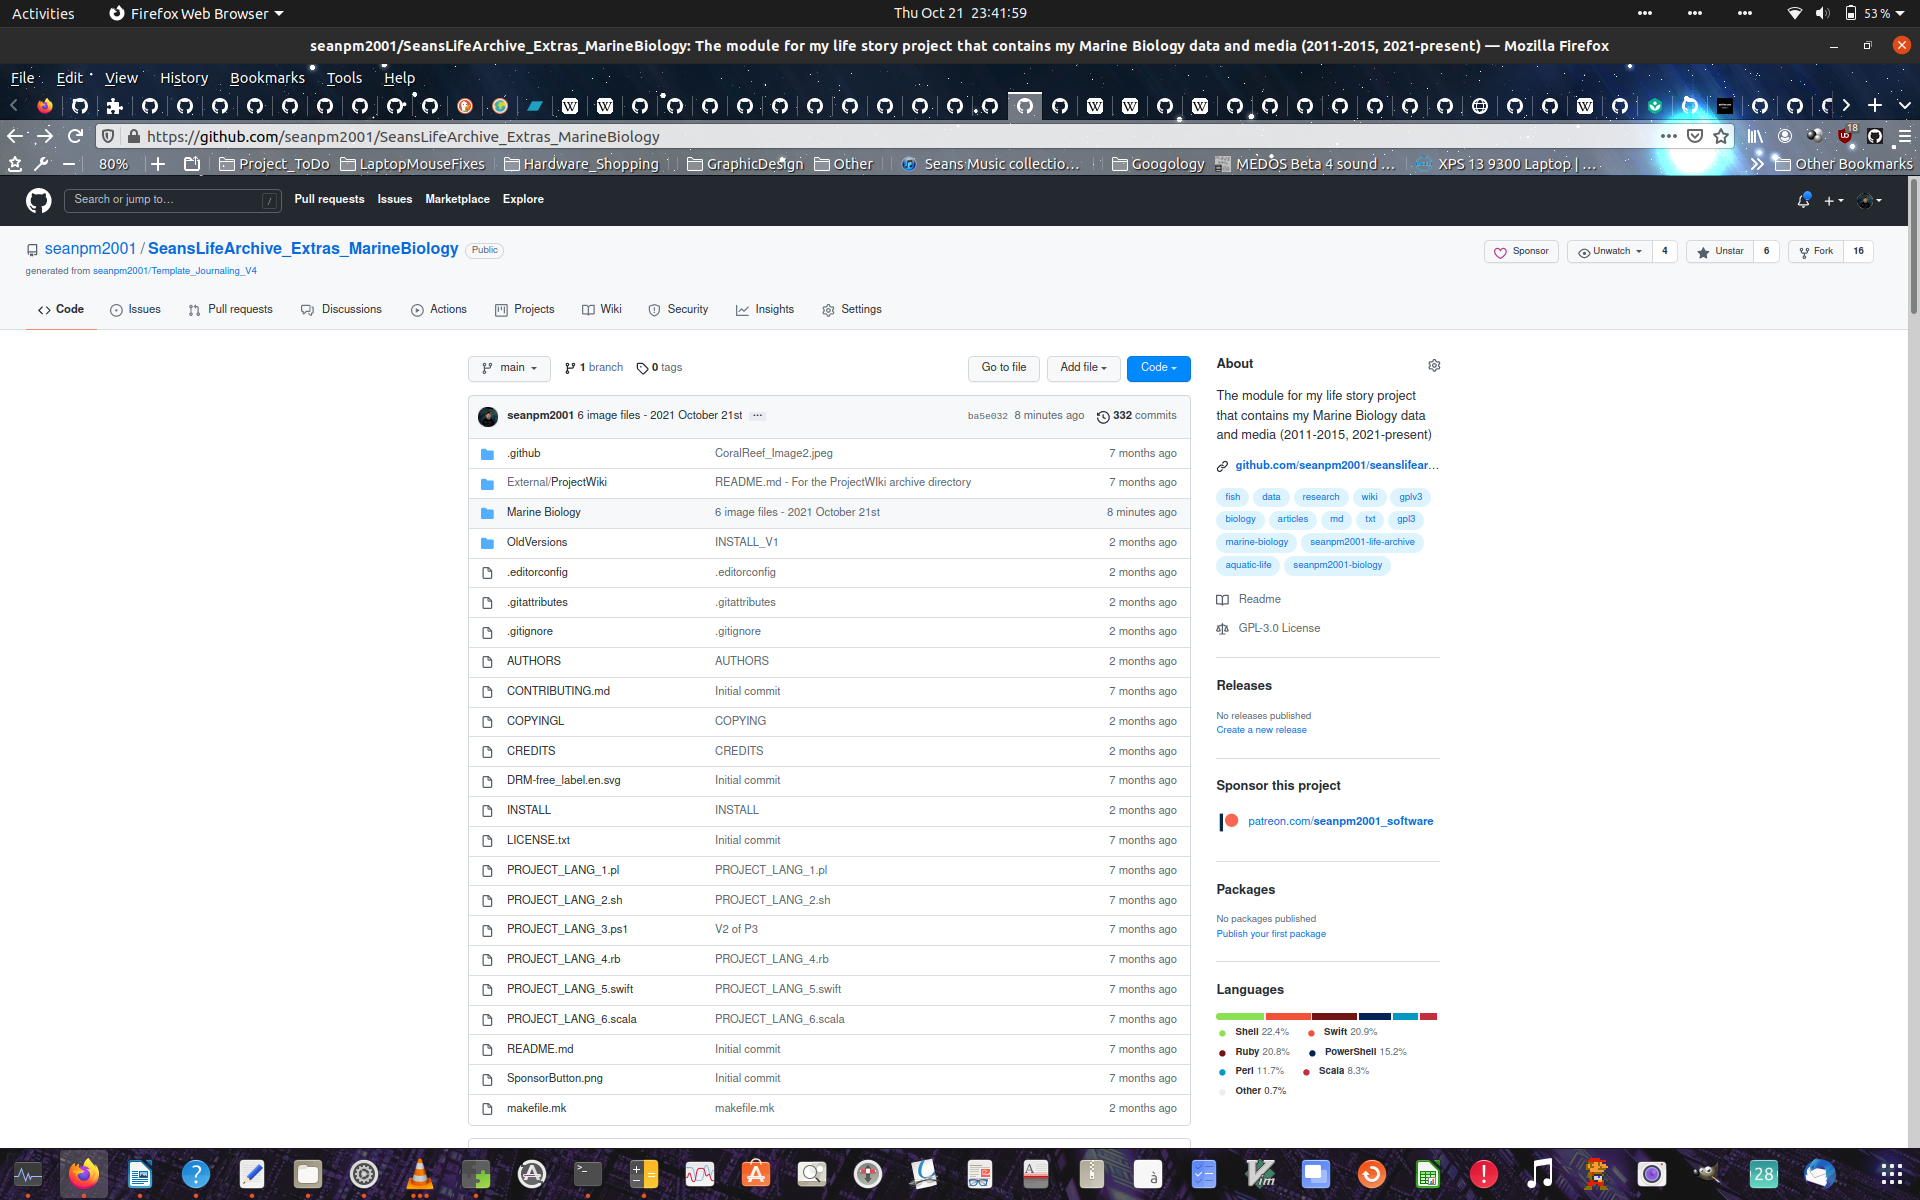 Activities Firefox Web Browser Thu Oct 21 23:41:59 53 %
seanpm2001/SeansLifeArchive_Extras_MarineBiology: The module for my life story project that contains my Marine Biology data and media (2011-2015, 2021-present) — Mozilla Firefox
File Edit View History Bookmarks Tools Help
https://github.com/seanpm2001/SeansLifeArchive_Extras_MarineBiology 18
80% Project_ToDo LaptopMouseFixes Hardware_Shopping GraphicDesign Other Seans Music collectio… Googology MEDOS Beta 4 sound … XPS 13 9300 Laptop | … Other Bookmarks
Search or jump to… / Pull requests Issues Marketplace Explore
seanpm2001 / SeansLifeArchive_Extras_MarineBiology Public Sponsor Unwatch 4 Unstar 6 Fork 16
generated from seanpm2001/Template_Journaling_V4
Code Issues Pull requests Discussions Actions Projects Wiki Security Insights Settings
main 1 branch 0 tags Go to file Add file Code
seanpm2001 6 image files - 2021 October 21st ba5e032 8 minutes ago 332 commits
.github CoralReef_Image2.jpeg 7 months ago
External/ProjectWiki README.md - For the ProjectWIki archive directory 7 months ago
Marine Biology 6 image files - 2021 October 21st 8 minutes ago
OldVersions INSTALL_V1 2 months ago
.editorconfig .editorconfig 2 months ago
.gitattributes .gitattributes 2 months ago
.gitignore .gitignore 2 months ago
AUTHORS AUTHORS 2 months ago
CONTRIBUTING.md Initial commit 7 months ago
COPYINGL COPYING 2 months ago
CREDITS CREDITS 2 months ago
DRM-free_label.en.svg Initial commit 7 months ago
INSTALL INSTALL 2 months ago
LICENSE.txt Initial commit 7 months ago
PROJECT_LANG_1.pl PROJECT_LANG_1.pl 7 months ago
PROJECT_LANG_2.sh PROJECT_LANG_2.sh 7 months ago
PROJECT_LANG_3.ps1 V2 of P3 7 months ago
PROJECT_LANG_4.rb PROJECT_LANG_4.rb 7 months ago
PROJECT_LANG_5.swift PROJECT_LANG_5.swift 7 months ago
PROJECT_LANG_6.scala PROJECT_LANG_6.scala 7 months ago
README.md Initial commit 7 months ago
SponsorButton.png Initial commit 7 months ago
makefile.mk makefile.mk 2 months ago
About
The module for my life story project
that contains my Marine Biology data
and media (2011-2015, 2021-present)
github.com/seanpm2001/seanslifear…
fish data research wiki gplv3
biology articles md txt gpl3
marine-biology seanpm2001-life-archive
aquatic-life seanpm2001-biology
Readme
GPL-3.0 License
Releases
No releases published
Create a new release
Sponsor this project
patreon.com/seanpm2001_software
Packages
No packages published
Publish your first package
Languages
Shell 22.4% Swift 20.9%
Ruby 20.8% PowerShell 15.2%
Perl 11.7% Scala 8.3%
Other 0.7%
28